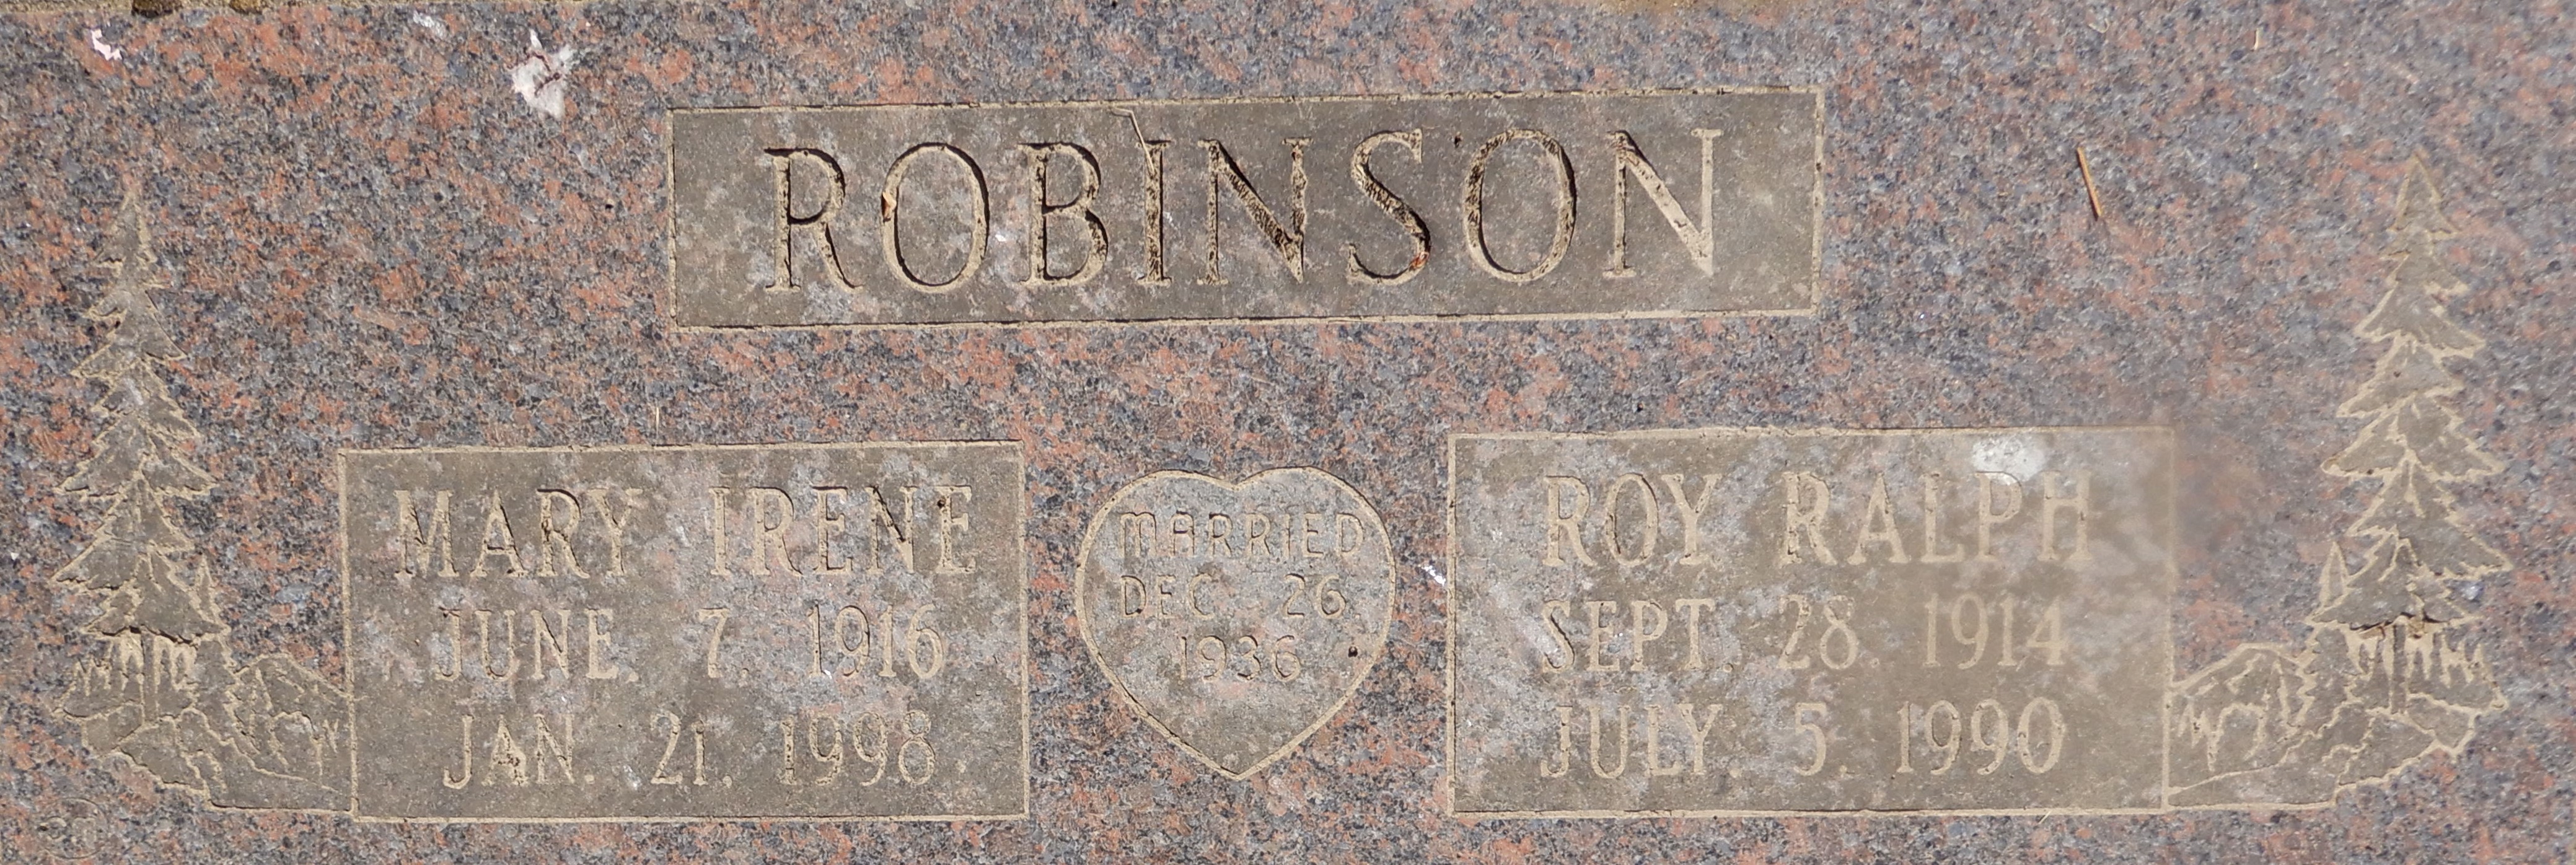 ROBINSON
MARY IRENE
JUNE. 7. 1916
JAN. 21. 1998
MARRIED
DEC 26
1936
ROY RALPH
SEPT. 28. 1914
JULY. 5. 1990